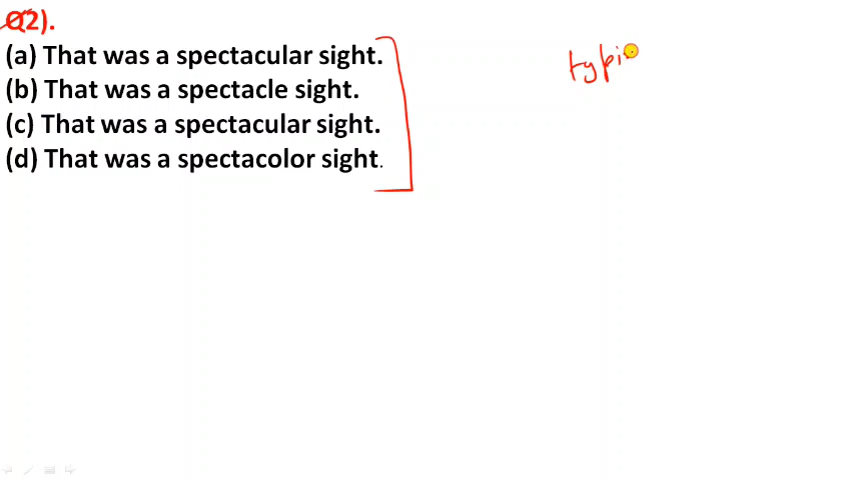 Q2).
(a) That was a spectacular sight.
typi
(b) That was a spectacle sight.
(c) That was a spectacular sight.
(d) That was a spectacolor sight.